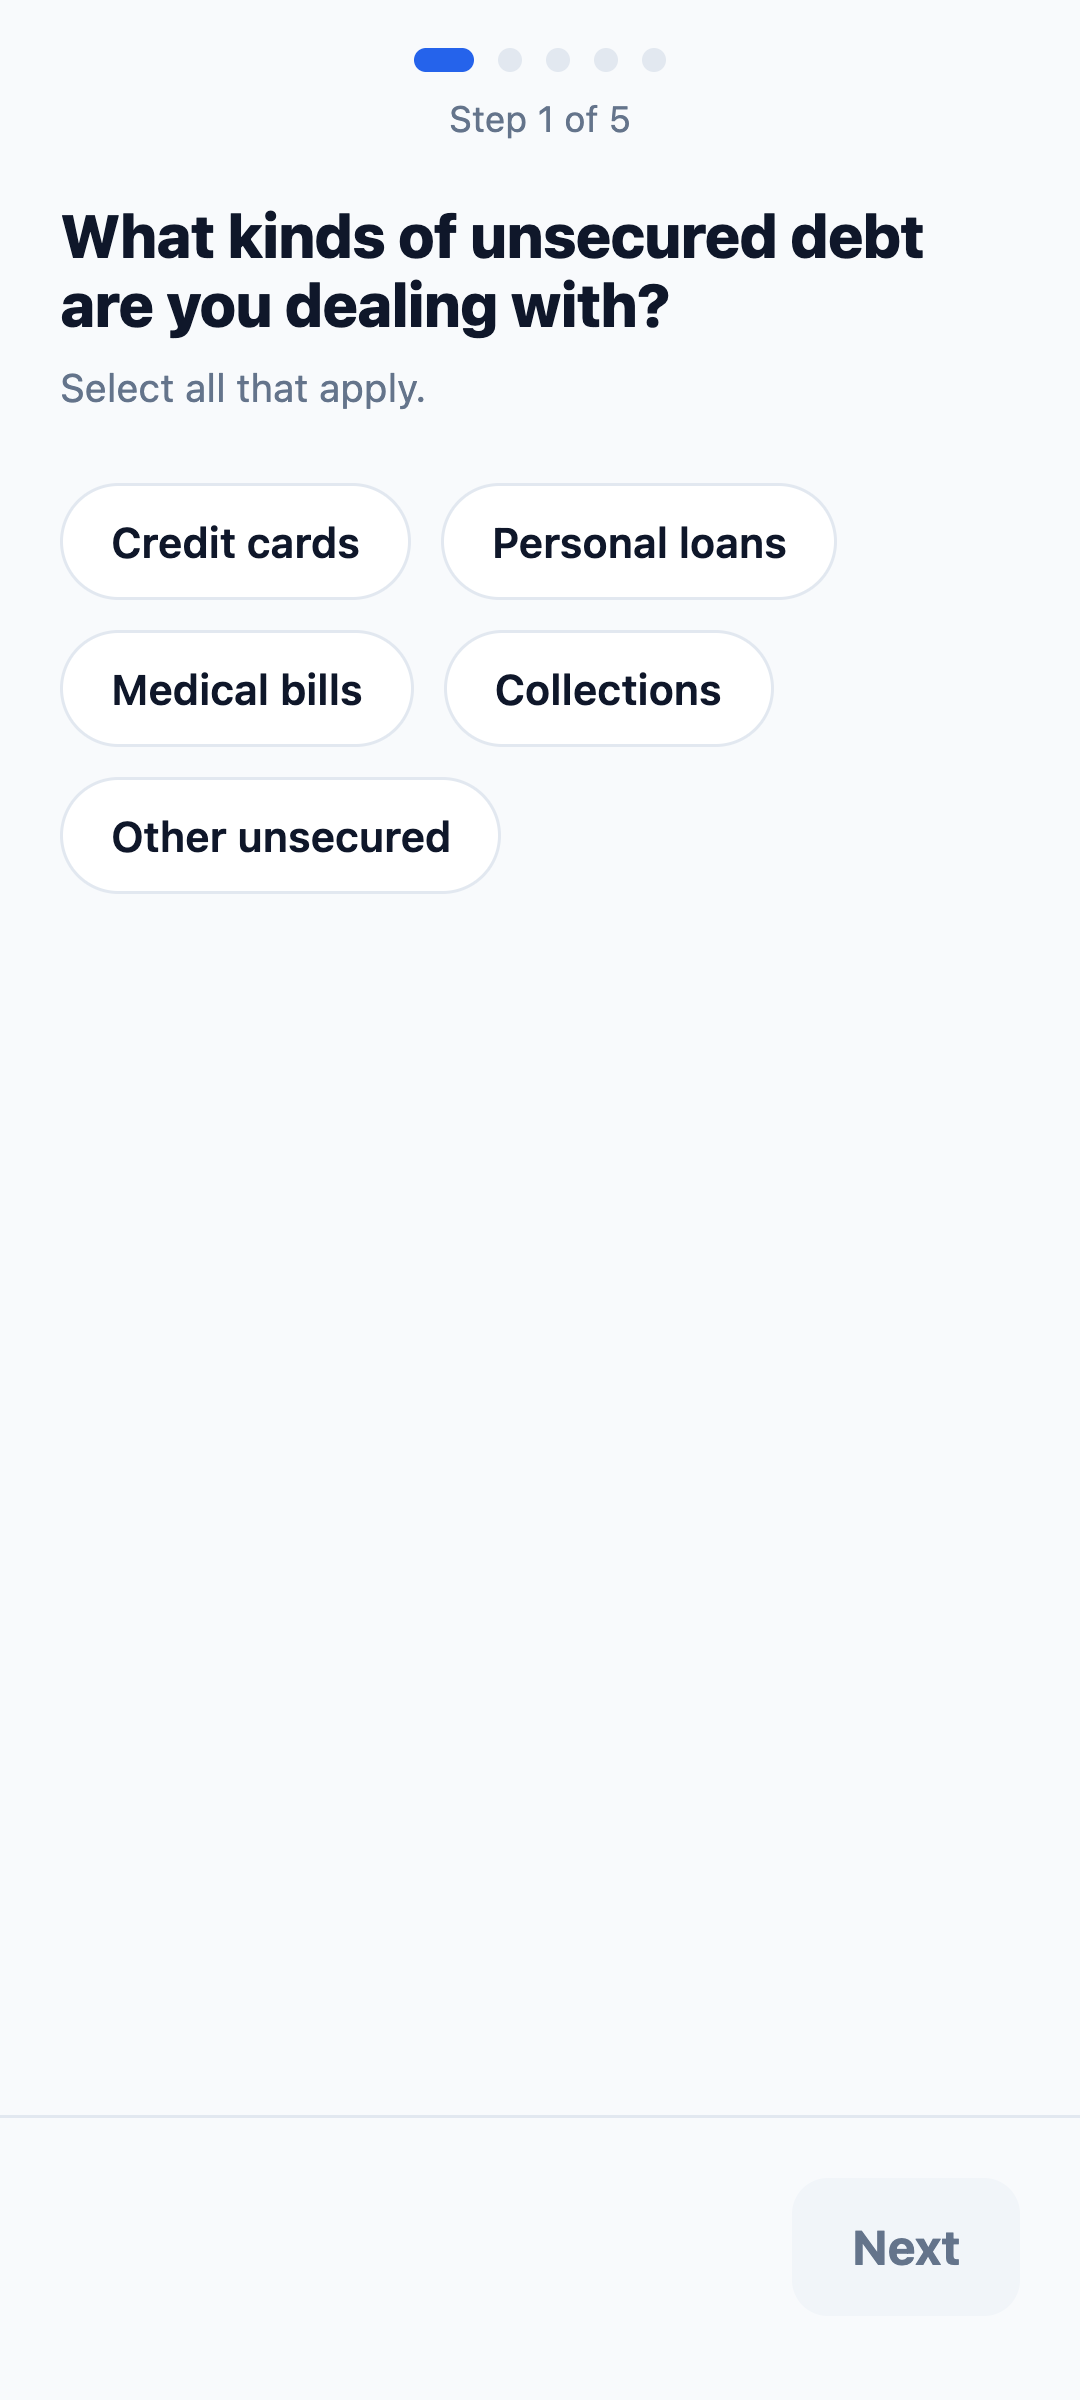 Step 1 of 5
What kinds of unsecured debt
are you dealing with?
Select all that apply.
Credit cards
Personal loans
Medical bills
Collections
Other unsecured
Next